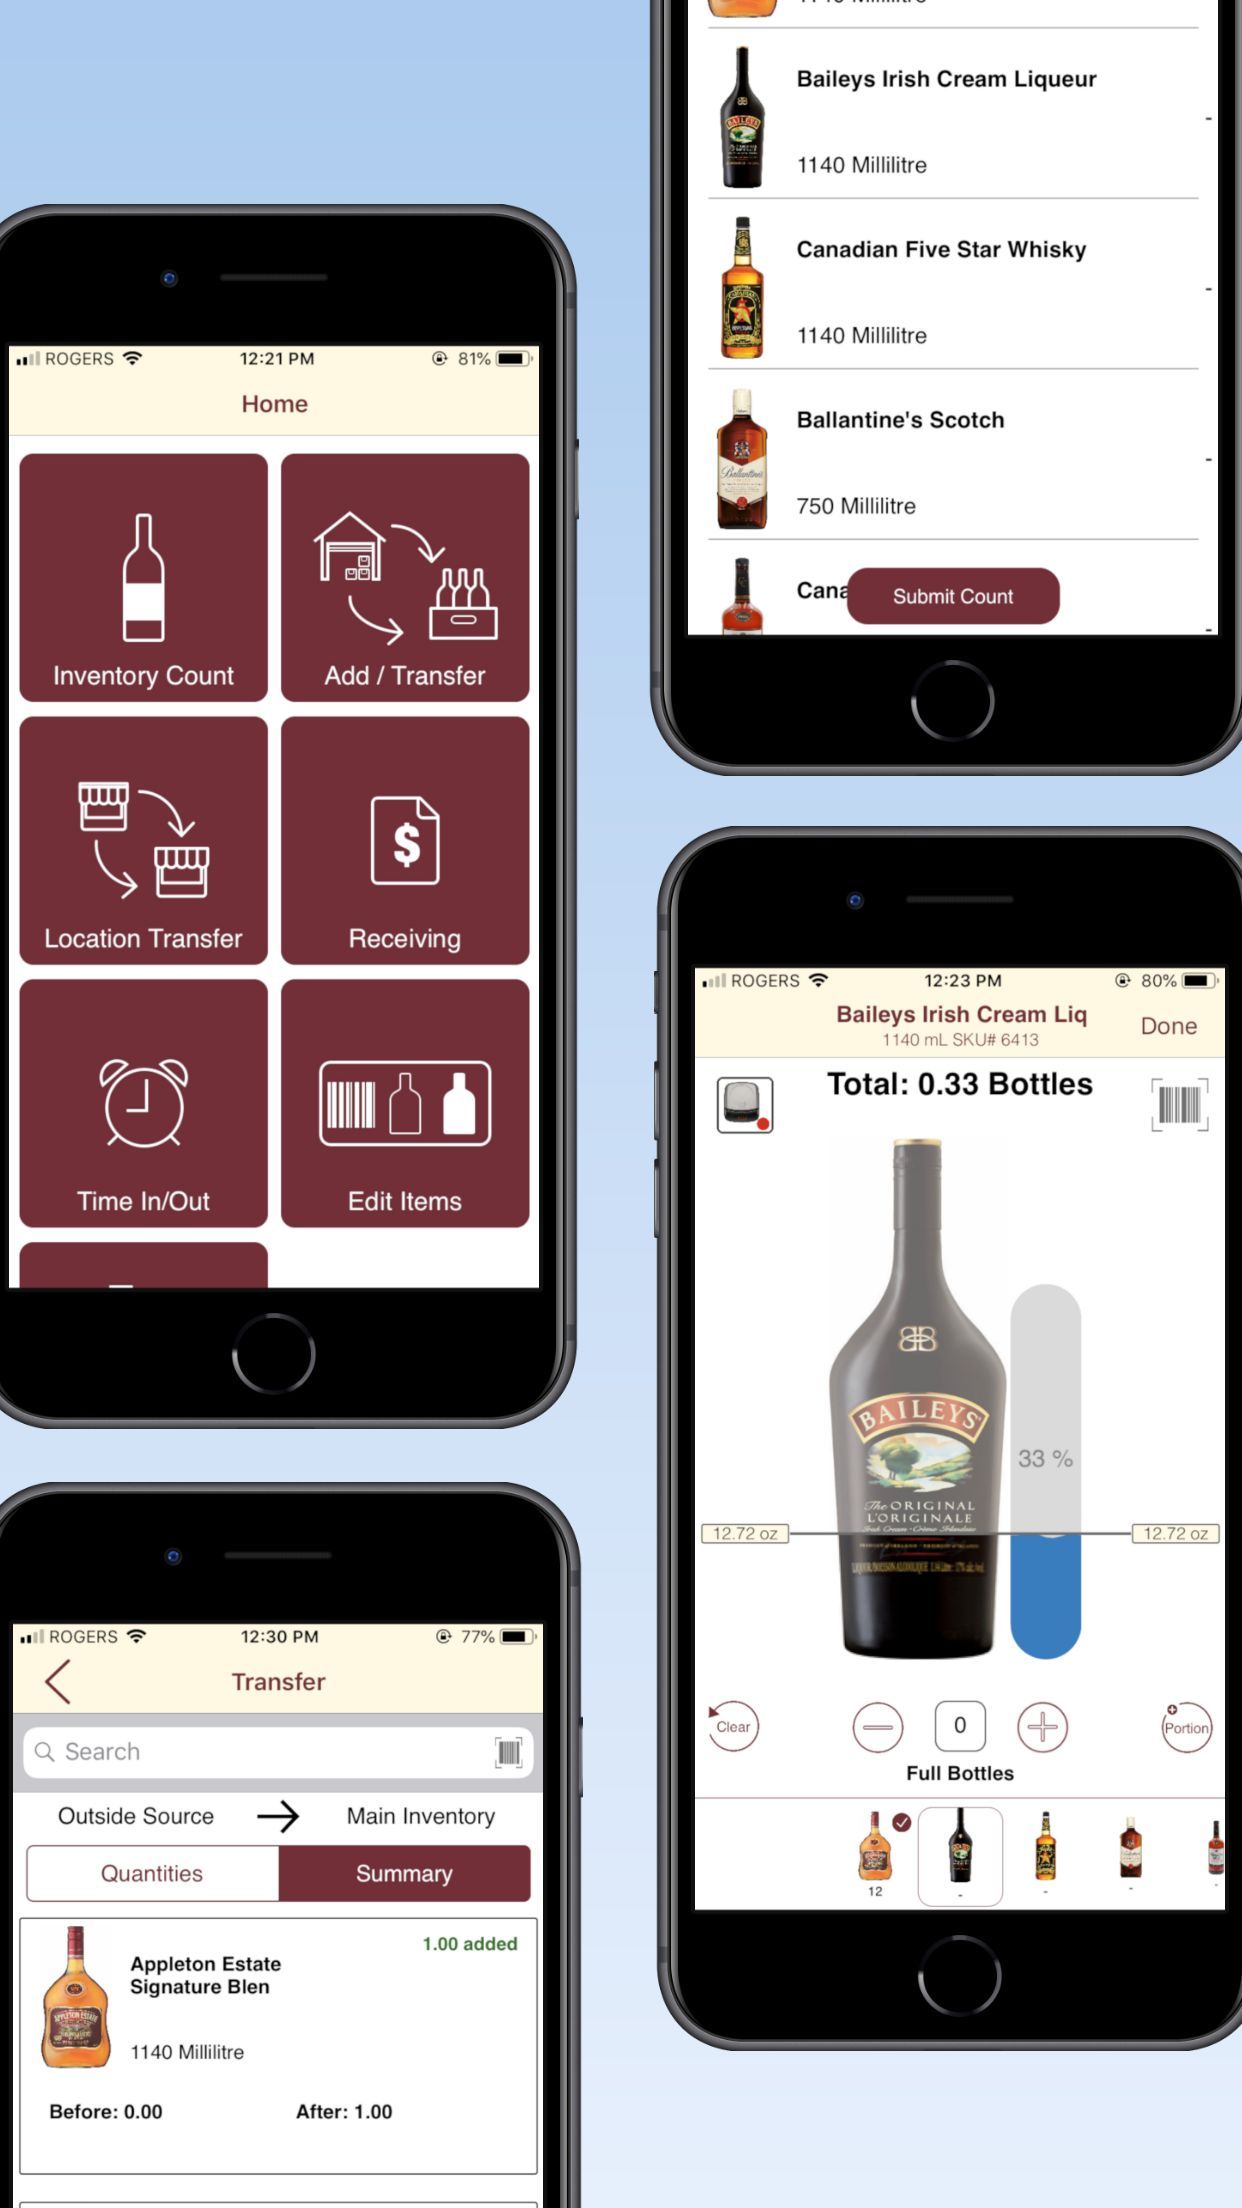 Baileys Irish Cream Liqueur
-
1140 Millilitre
Canadian Five Star Whisky
-
1140 Millilitre
Ballantine's Scotch
-
750 Millilitre
Submit Count
-
ROGERS 12:21 PM 81%
Home
Inventory Count
Add / Transfer
Location Transfer
$
Receiving
Time In/Out
Edit Items
ROGERS 12:23 PM 80%
Baileys Irish Cream Liq
1140 mL SKU# 6413
Done
Total: 0.33 Bottles
BAILEYS
The ORIGINAL
L'ORIGINALE
33 %
12.72 oz
12.72 oz
Clear
0
Portion
Full Bottles
12
-
-
-
-
ROGERS 12:30 PM 77%
Transfer
Search
Outside Source → Main Inventory
Quantities
Summary
1.00 added
Appleton Estate
Signature Blen
1140 Millilitre
Before: 0.00
After: 1.00